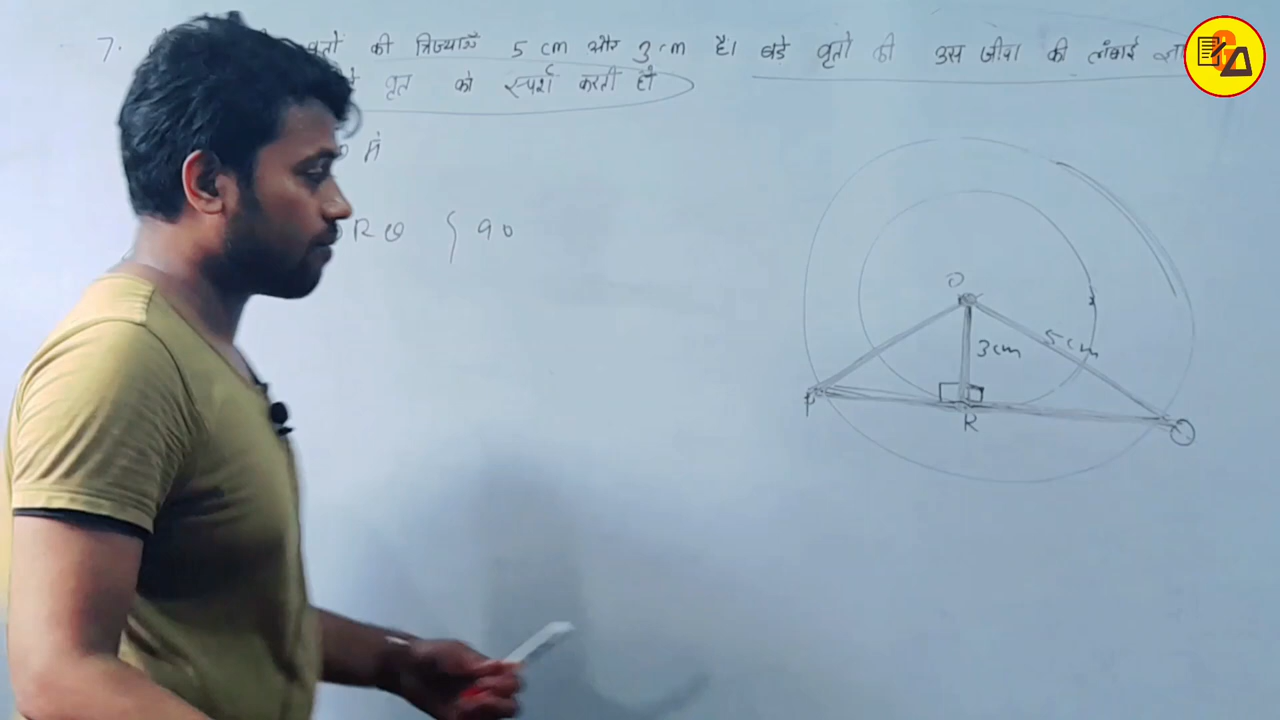 7. वृतों की त्रिज्याएँ 5 cm और 3 cm है। बड़े वृतों की उस जीवा की लंबाई
वृत को स्पर्श करती हो
में
RQ 90
O
3cm 5cm
P R Q